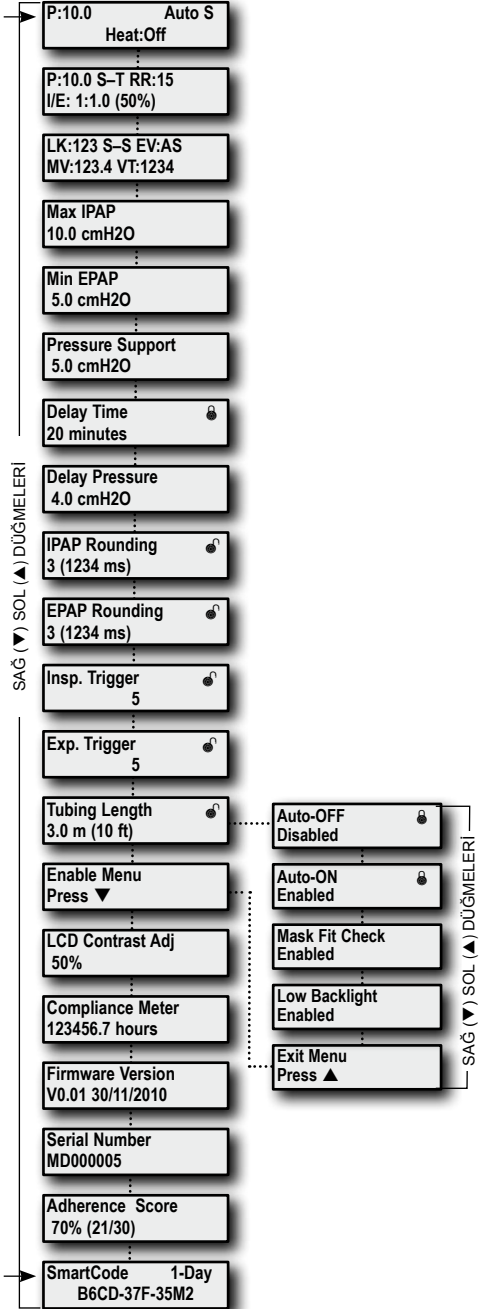 P:10.0 Auto S
Heat:Off
P:10.0 S–T RR:15
I/E: 1:1.0 (50%)
LK:123 S–S EV:AS
MV:123.4 VT:1234
Max IPAP
10.0 cmH2O
Min EPAP
5.0 cmH2O
Pressure Support
5.0 cmH2O
Delay Time
20 minutes
Delay Pressure
4.0 cmH2O
IPAP Rounding
3 (1234 ms)
EPAP Rounding
3 (1234 ms)
Insp. Trigger
5
Exp. Trigger
5
Tubing Length
3.0 m (10 ft)
Enable Menu
Press ▼
LCD Contrast Adj
50%
Compliance Meter
123456.7 hours
Firmware Version
V0.01 30/11/2010
Serial Number
MD000005
Adherence Score
70% (21/30)
SmartCode 1-Day
B6CD-37F-35M2
SAĞ (▼) SOL (▲) DÜĞMELERİ
Auto-OFF
Disabled
Auto-ON
Enabled
Mask Fit Check
Enabled
Low Backlight
Enabled
Exit Menu
Press ▲
SAĞ (▼) SOL (▲) DÜĞMELERİ